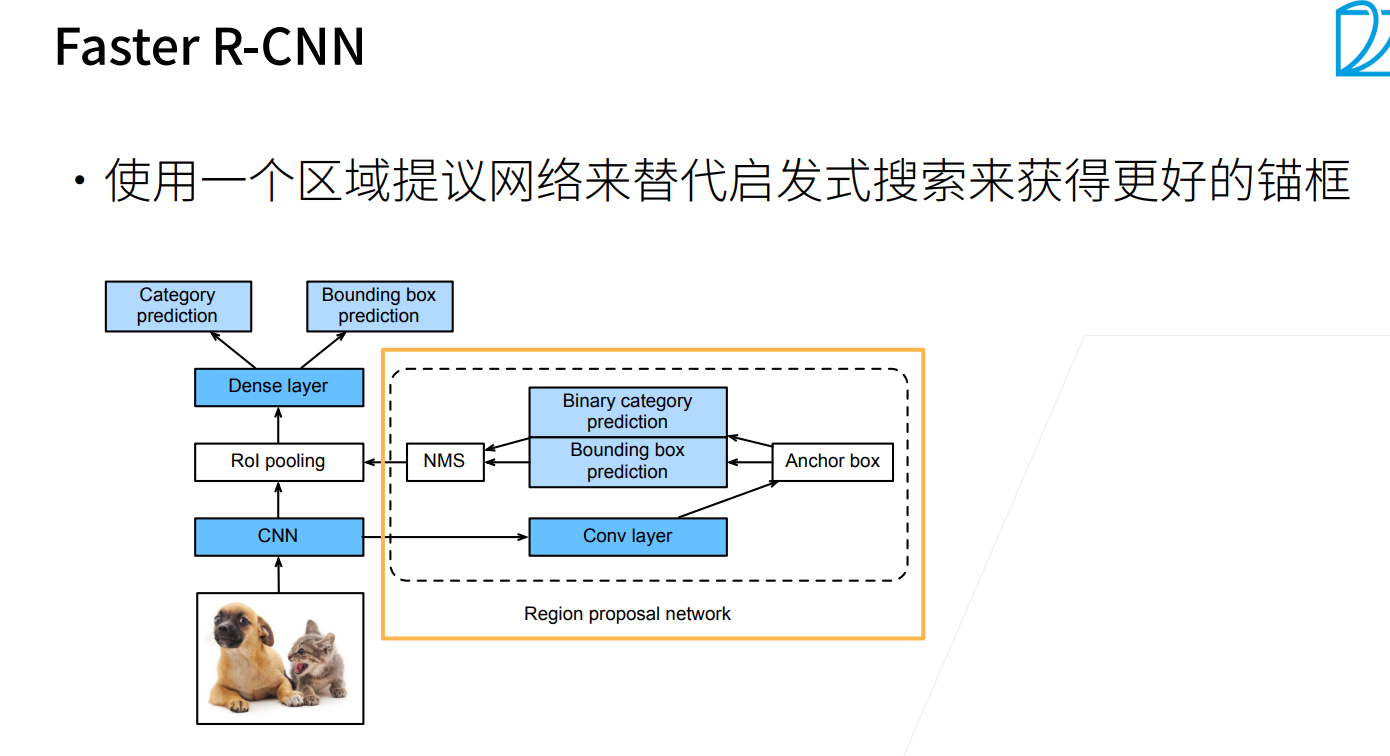 Faster R-CNN
• 使用一个区域提议网络来替代启发式搜索来获得更好的锚框
Category
prediction
Bounding box
prediction
Dense layer
Binary category
prediction
RoI pooling
NMS
Bounding box
prediction
Anchor box
CNN
Conv layer
Region proposal network